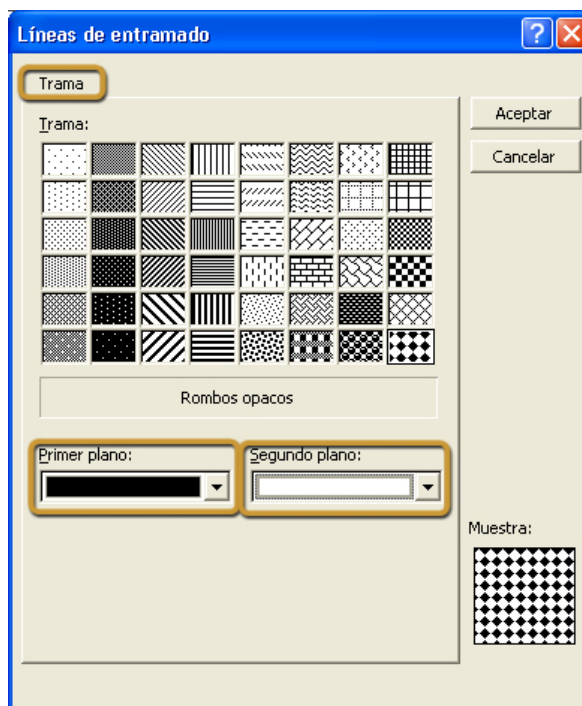 Líneas de entramado
Trama
Trama:
Aceptar
Cancelar
Rombos opacos
Primer plano:
Segundo plano:
Muestra: